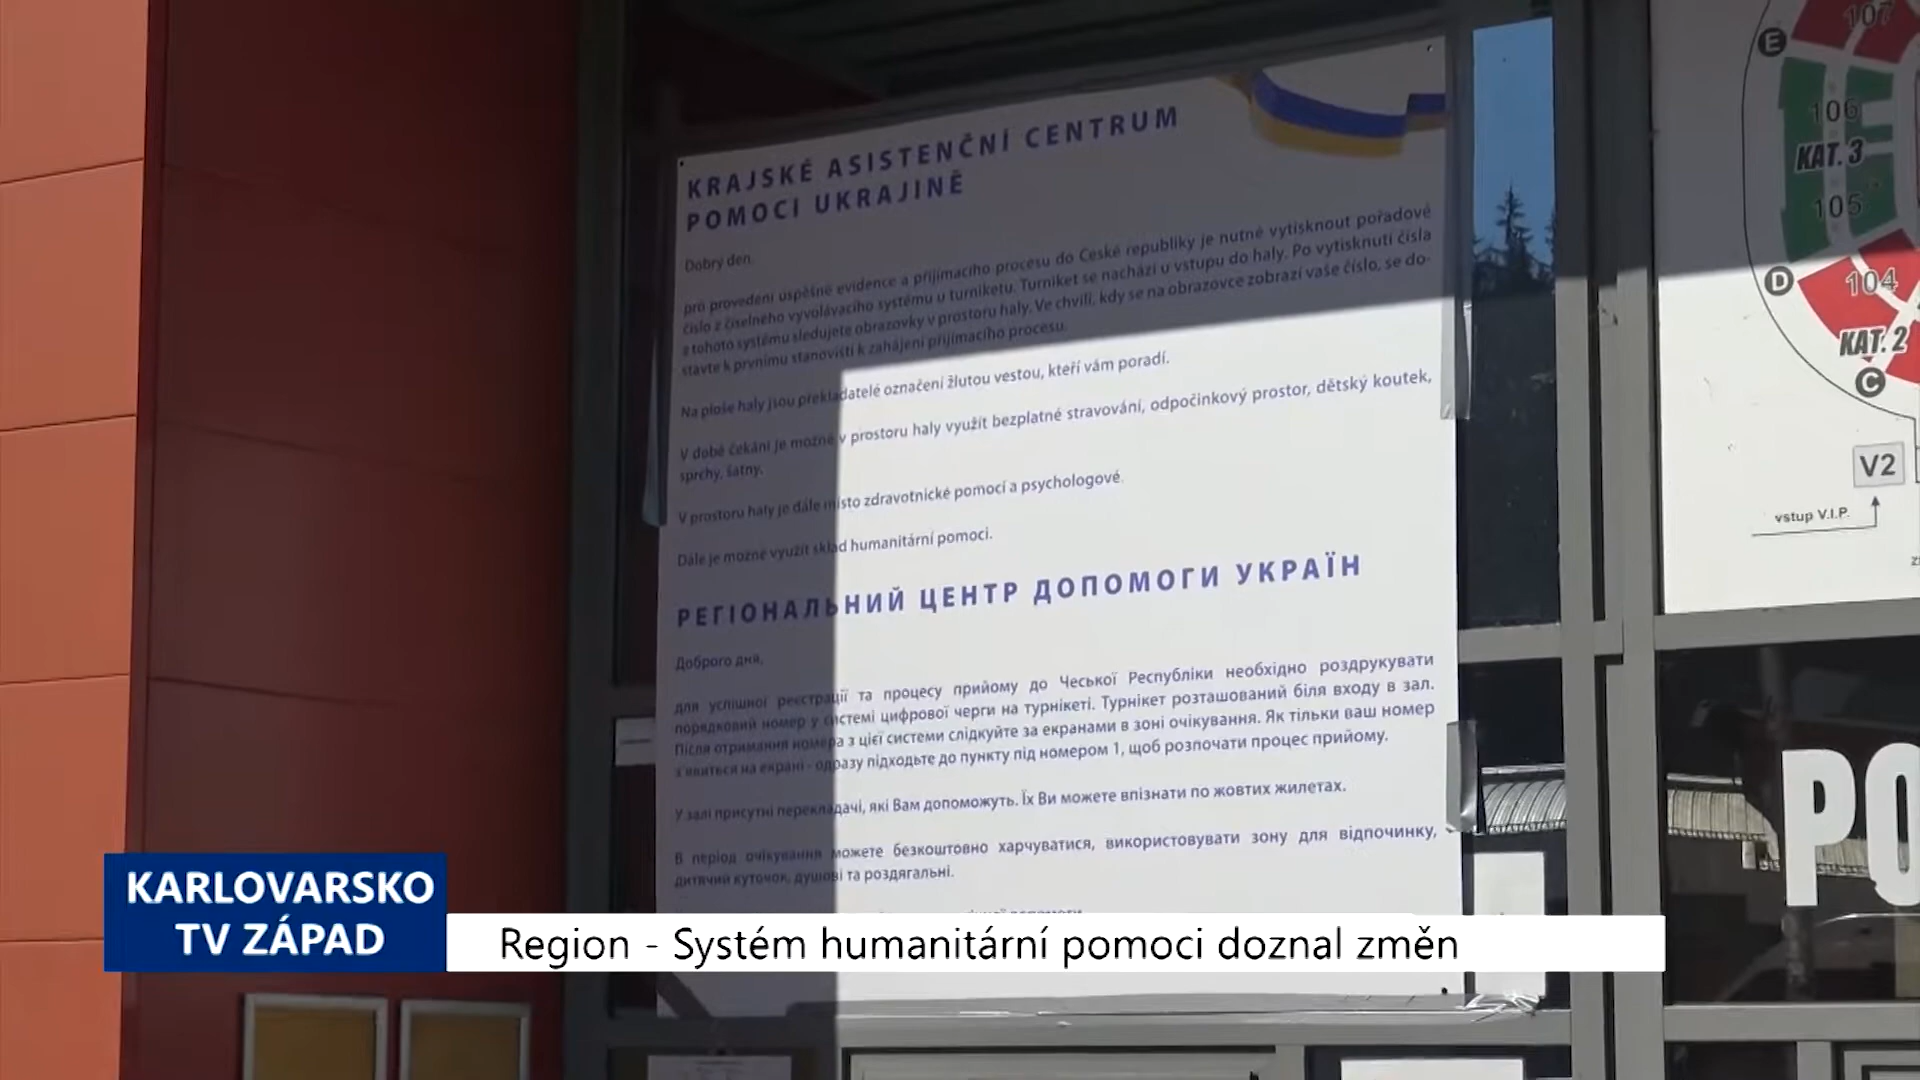 KRAJSKÉ ASISTENČNÍ CENTRUM
POMOCI UKRAJINĚ
Dobrý den,
pro provedení úspěšné evidence a přijímacího procesu do České republiky je nutné vytisknout pořadové
číslo z číselného vyvolávacího systému u turniketu. Turniket se nachází u vstupu do haly. Po vytisknutí čísla
z tohoto systému sledujete obrazovky v prostoru haly. Ve chvíli, kdy se na obrazovce zobrazí vaše číslo, se do-
stavte k prvnímu stanovišti k zahájení přijímacího procesu.
Na ploše haly jsou překladatelé označení žlutou vestou, kteří vám poradí.
V době čekání je možné v prostoru haly využít bezplatné stravování, odpočinkový prostor, dětský koutek,
sprchy, šatny.
V prostoru haly je dále místo zdravotnické pomoci a psychologové.
Dále je možné využít sklad humanitární pomoci.
РЕГІОНАЛЬНИЙ ЦЕНТР ДОПОМОГИ УКРАЇН
Доброго дня,
для успішної реєстрації та процесу прийому до Чеської Республіки необхідно роздрукувати
порядковий номер у системі цифрової черги на турнікеті. Турнікет розташований біля входу в зал.
Після отримання номера з цієї системи слідкуйте за екранами в зоні очікування. Як тільки ваш номер
з'явиться на екрані - одразу підходьте до пункту під номером 1, щоб розпочати процес прийому.
У залі присутні перекладачі, які Вам допоможуть. Їх Ви можете впізнати по жовтих жилетах.
В період очікування можете безкоштовно харчуватися, використовувати зону для відпочинку,
дитячий куточок, душові та роздягальні.
E
107
106
KAT. 3
105
D
104
KAT. 2
C
V2
vstup V.I.P.
PO
KARLOVARSKO
TV ZÁPAD
Region - Systém humanitární pomoci doznal změn